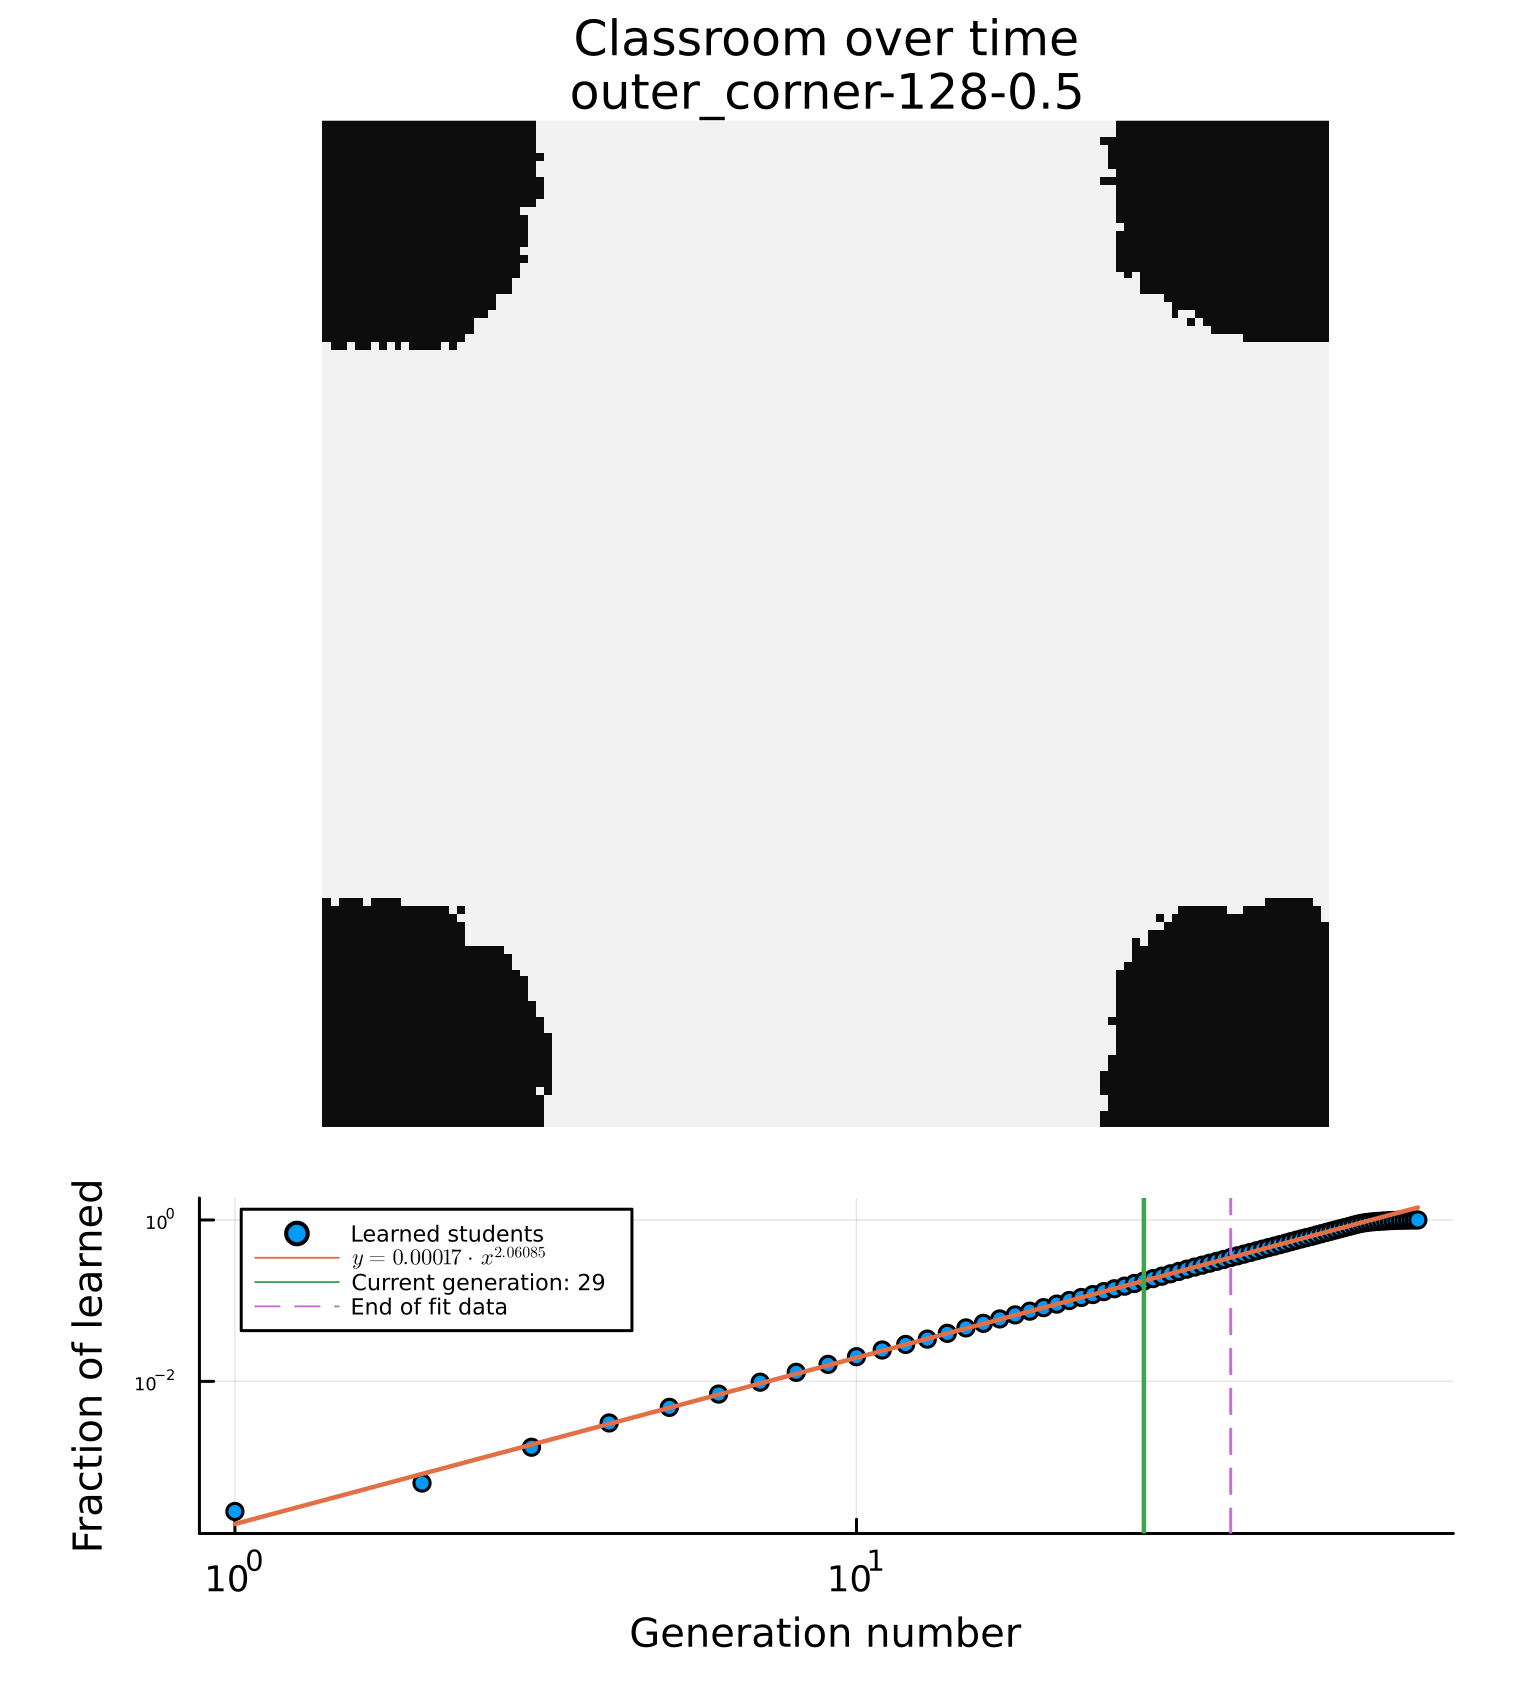 Classroom over time
outer_corner-128-0.5
Fraction of learned
10^0
10^-2
Learned students
y = 0.00017 · x^2.06085
Current generation: 29
End of fit data
10^0
10^1
Generation number